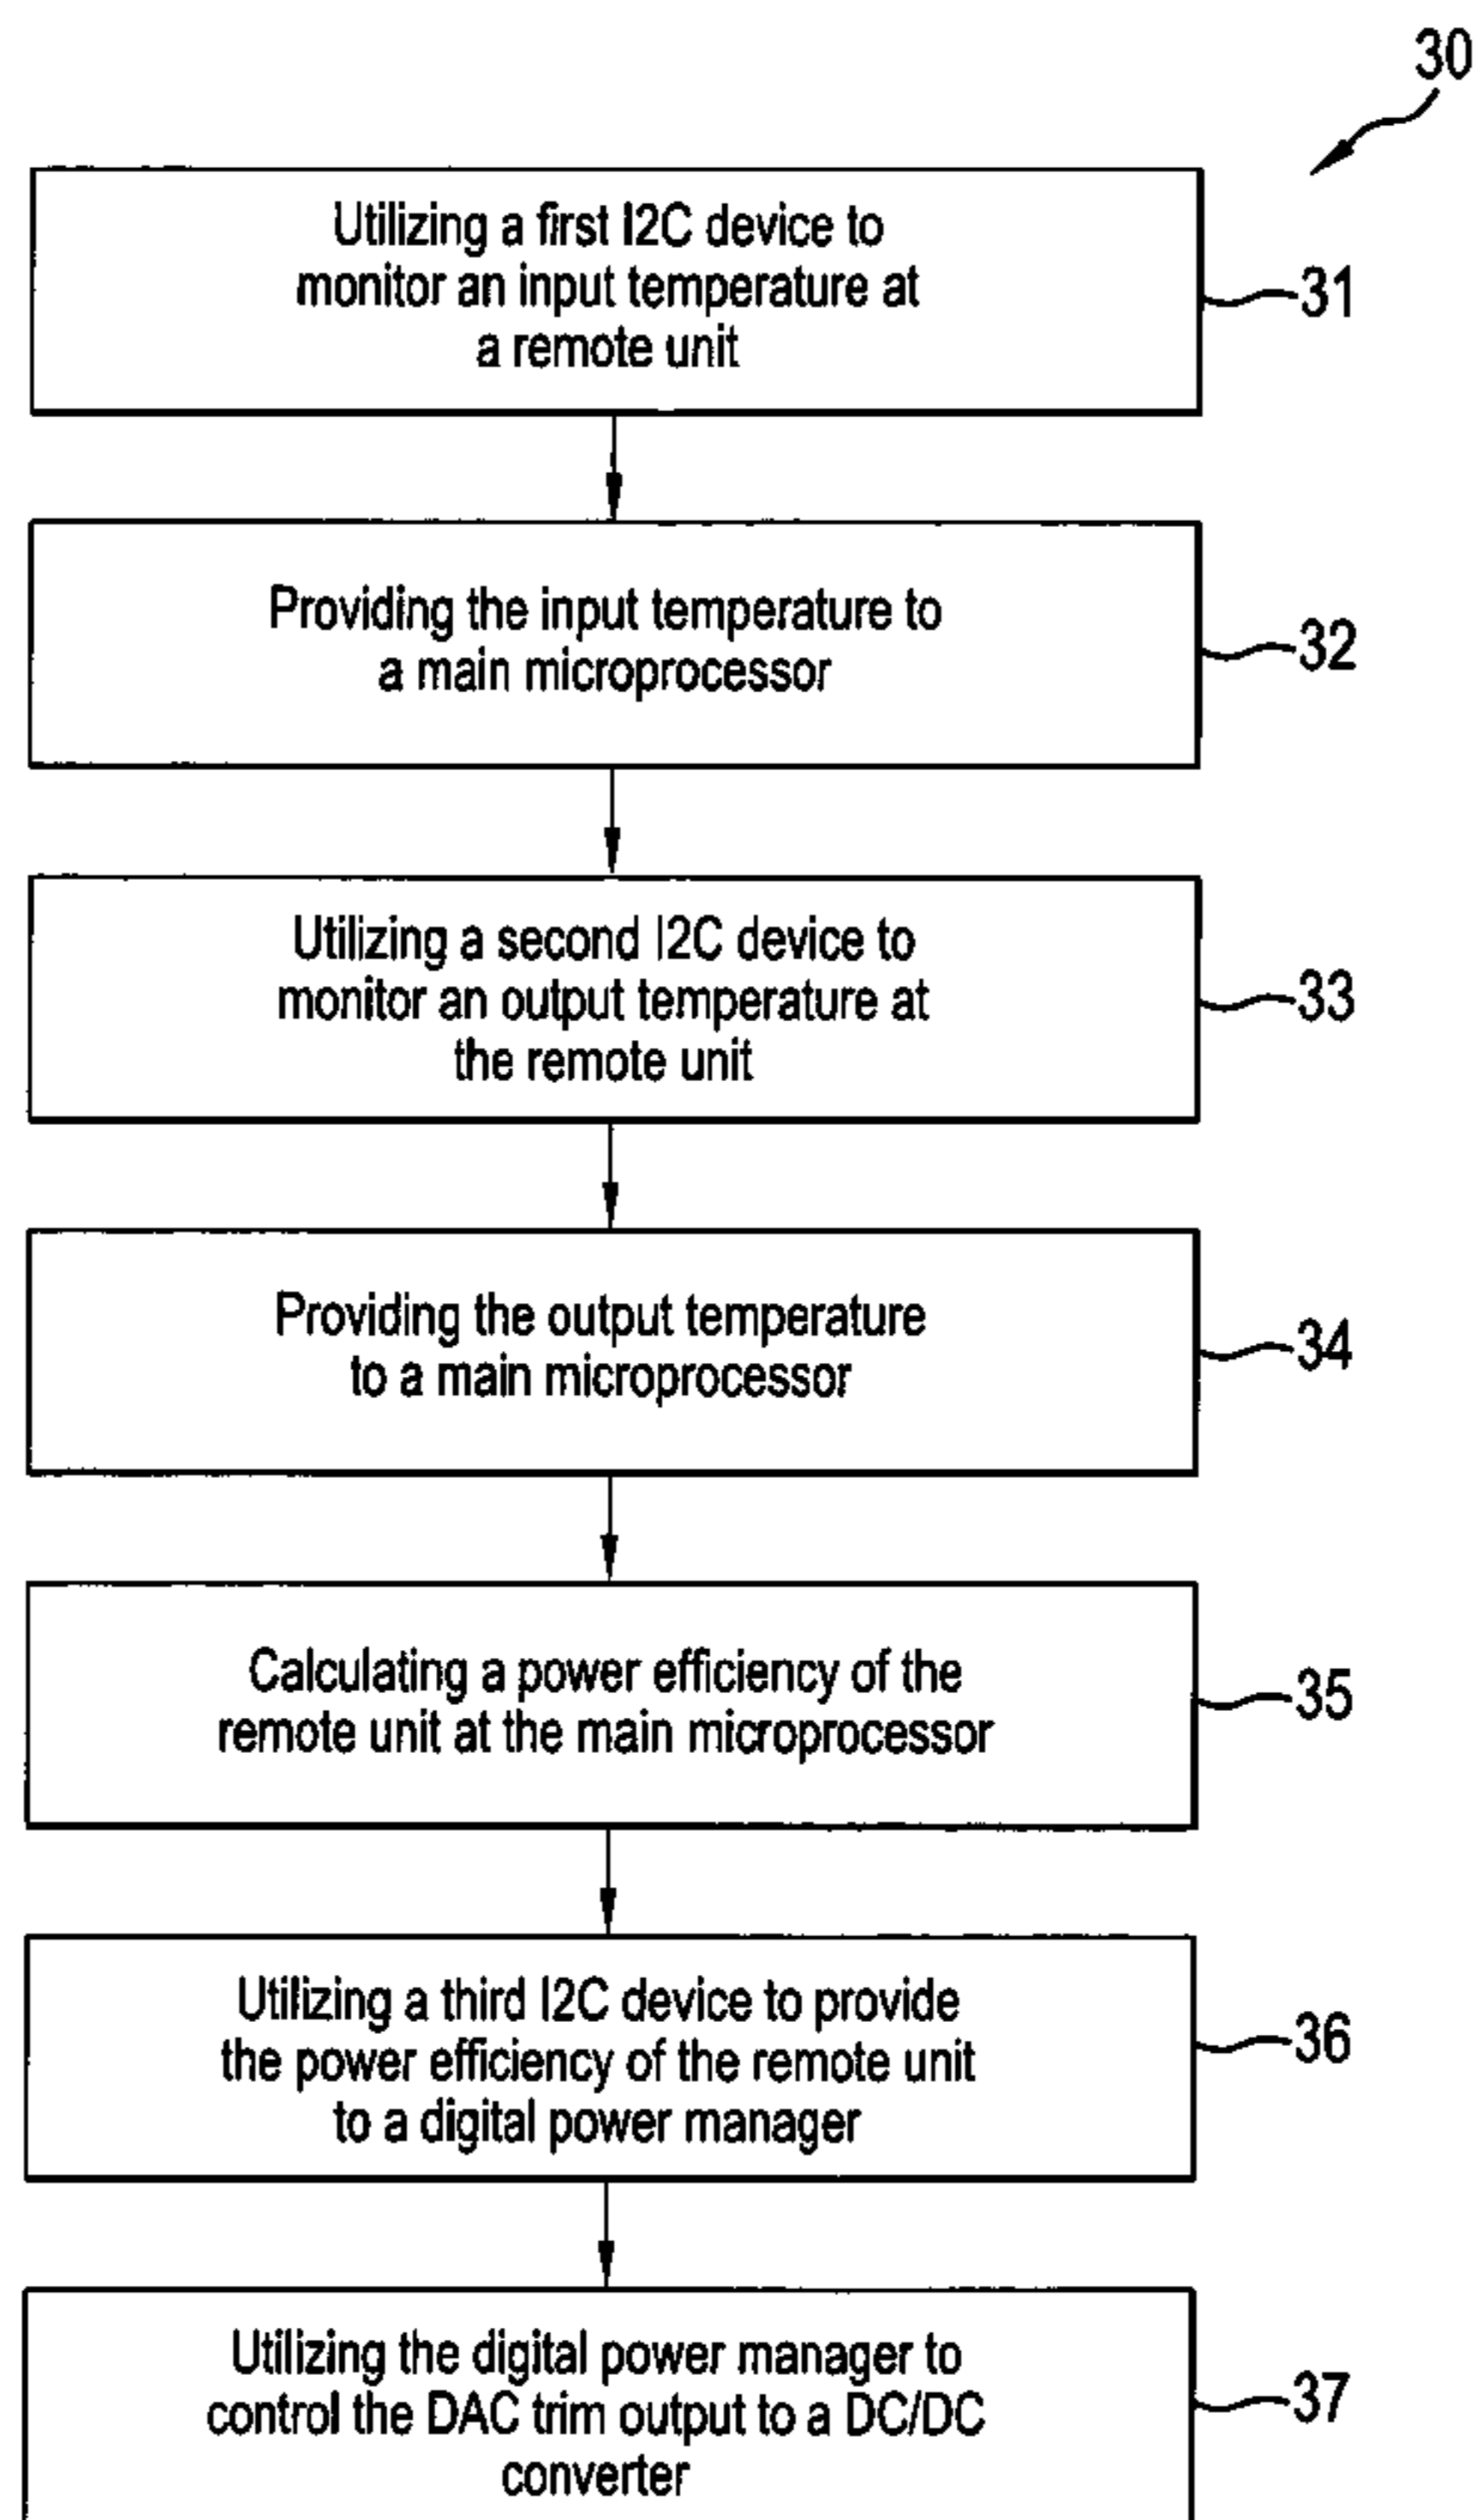 30
Utilizing a first I2C device to
monitor an input temperature at
a remote unit
31
Providing the input temperature to
a main microprocessor
32
Utilizing a second I2C device to
monitor an output temperature at
the remote unit
33
Providing the output temperature
to a main microprocessor
34
Calculating a power efficiency of the
remote unit at the main microprocessor
35
Utilizing a third I2C device to provide
the power efficiency of the remote unit
to a digital power manager
36
Utilizing the digital power manager to
control the DAC trim output to a DC/DC
converter
37